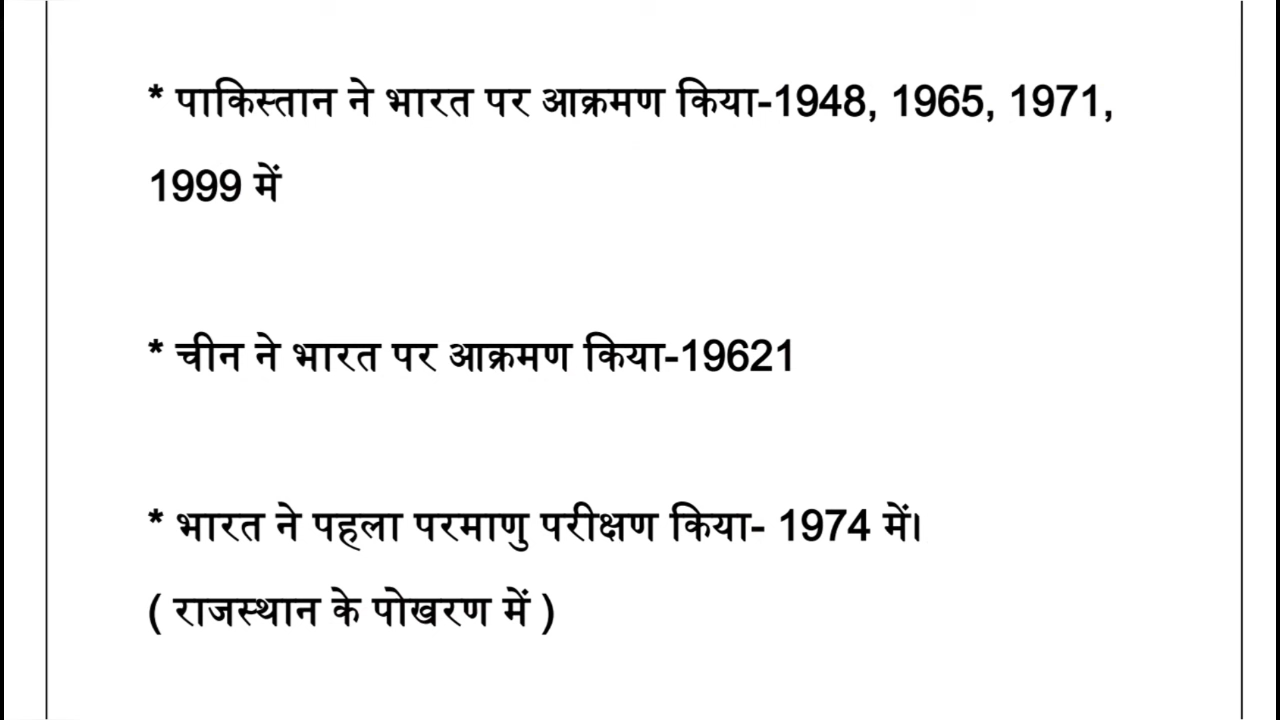 * पाकिस्तान ने भारत पर आक्रमण किया-1948, 1965, 1971,
1999 में
* चीन ने भारत पर आक्रमण किया-19621
* भारत ने पहला परमाणु परीक्षण किया- 1974 में।
( राजस्थान के पोखरण में )